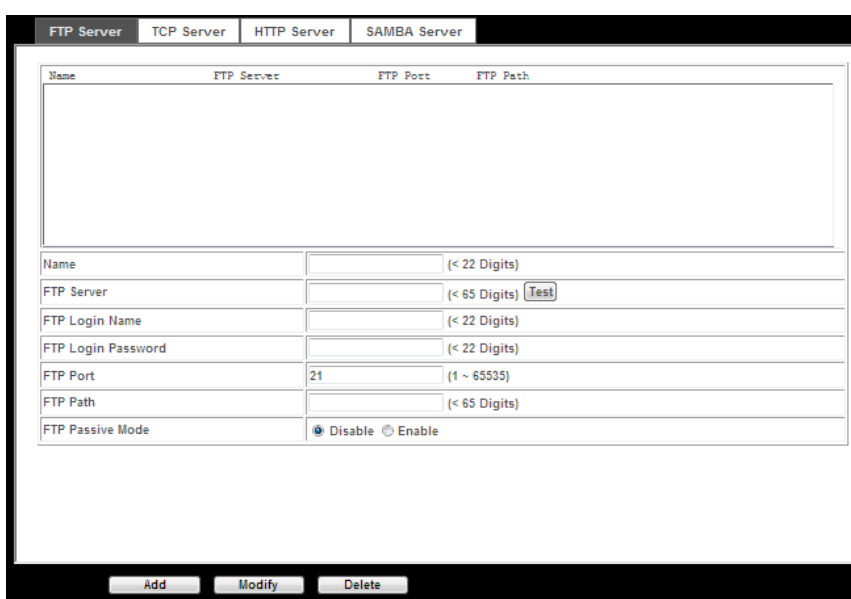 FTP Server TCP Server HTTP Server SAMBA Server
Name FTP Server FTP Port FTP Path
Name (< 22 Digits)
FTP Server (< 65 Digits) Test
FTP Login Name (< 22 Digits)
FTP Login Password (< 22 Digits)
FTP Port 21 (1 ~ 65535)
FTP Path (< 65 Digits)
FTP Passive Mode Disable Enable
Add Modify Delete